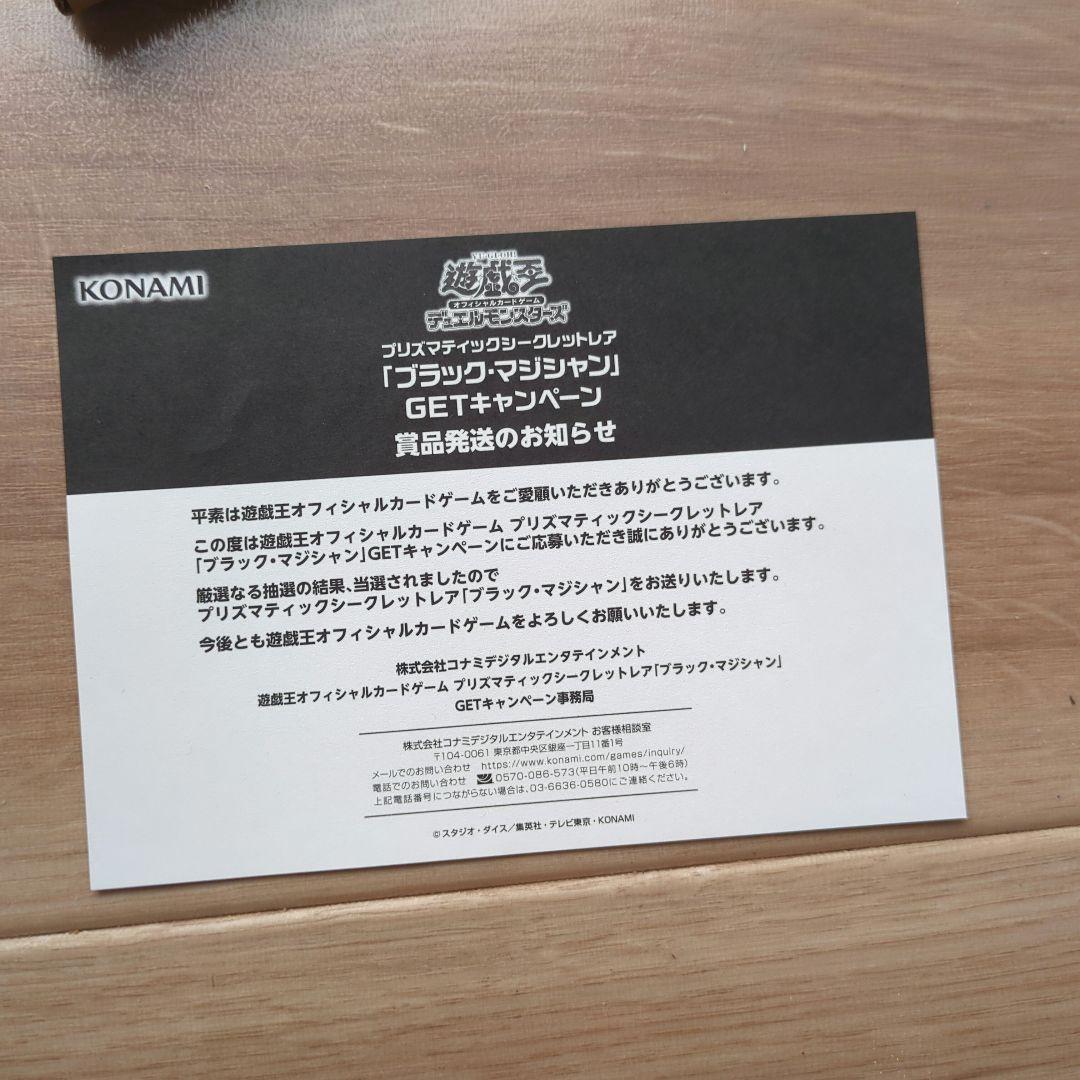 KONAMI
YU-GI-OH!
遊戯王
オフィシャルカードゲーム
デュエルモンスターズ
プリズマティックシークレットレア
「ブラック・マジシャン」
GETキャンペーン
賞品発送のお知らせ
平素は遊戯王オフィシャルカードゲームをご愛顧いただきありがとうございます。
この度は遊戯王オフィシャルカードゲーム プリズマティックシークレットレア
「ブラック・マジシャン」GETキャンペーンにご応募いただき誠にありがとうございます。
厳選なる抽選の結果、当選されましたので
プリズマティックシークレットレア「ブラック・マジシャン」をお送りいたします。
今後とも遊戯王オフィシャルカードゲームをよろしくお願いいたします。
株式会社コナミデジタルエンタテインメント
遊戯王オフィシャルカードゲーム プリズマティックシークレットレア「ブラック・マジシャン」
GETキャンペーン事務局
株式会社コナミデジタルエンタテインメント お客様相談室
〒104-0061 東京都中央区銀座一丁目11番1号
メールでのお問い合わせ https://www.konami.com/games/inquiry/
電話でのお問い合わせ 0570-086-573(平日午前10時〜午後6時)
上記電話番号につながらない場合は、03-6636-0580にご連絡ください。
©スタジオ・ダイス/集英社・テレビ東京・KONAMI